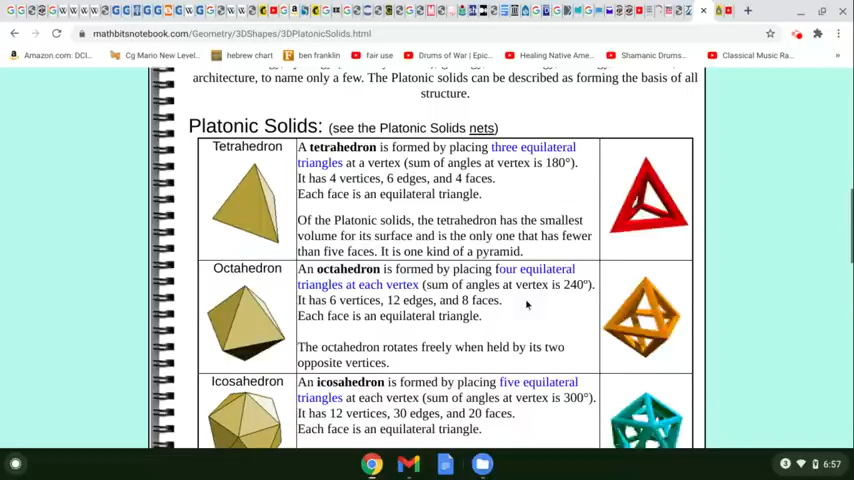 mathbitsnotebook.com/Geometry/3DShapes/3DPlatonicSolids.html
Amazon.com: DCI... Cg Mario New Level... hebrew chart fair use ben franklin Drums of War | Epic... Healing Native Ame... Shamanic Drums... Classical Music Ra...
architecture, to name only a few. The Platonic solids can be described as forming the basis of all
structure.
Platonic Solids: (see the Platonic Solids nets)
Tetrahedron
A tetrahedron is formed by placing three equilateral
triangles at a vertex (sum of angles at vertex is 180°).
It has 4 vertices, 6 edges, and 4 faces.
Each face is an equilateral triangle.
Of the Platonic solids, the tetrahedron has the smallest
volume for its surface and is the only one that has fewer
than five faces. It is one kind of a pyramid.
Octahedron
An octahedron is formed by placing four equilateral
triangles at each vertex (sum of angles at vertex is 240º).
It has 6 vertices, 12 edges, and 8 faces.
Each face is an equilateral triangle.
The octahedron rotates freely when held by its two
opposite vertices.
Icosahedron
An icosahedron is formed by placing five equilateral
triangles at each vertex (sum of angles at vertex is 300°).
It has 12 vertices, 30 edges, and 20 faces.
Each face is an equilateral triangle.
3 6:57